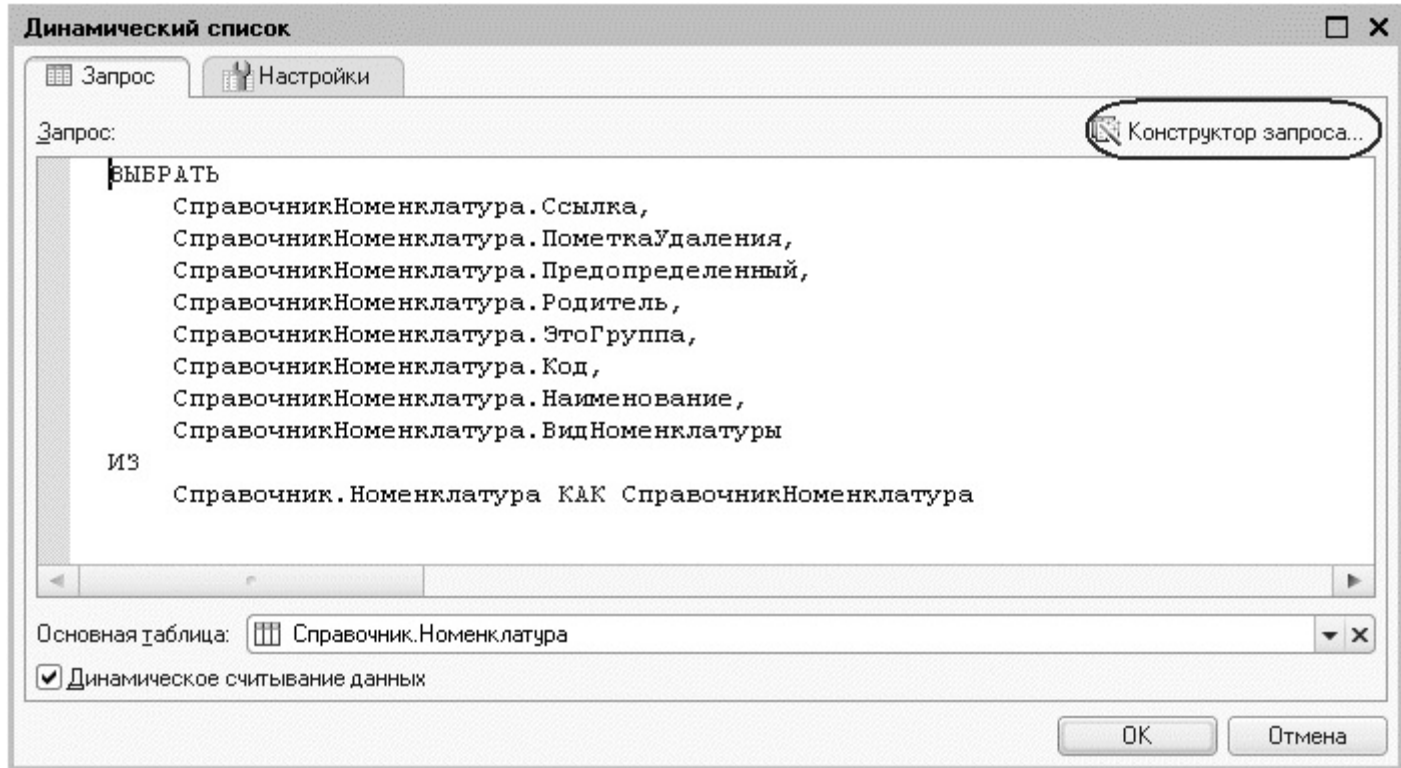 Динамический список
Запрос
Настройки
Запрос:
Конструктор запроса...
ВЫБРАТЬ
СправочникНоменклатура.Ссылка,
СправочникНоменклатура.ПометкаУдаления,
СправочникНоменклатура.Предопределенный,
СправочникНоменклатура.Родитель,
СправочникНоменклатура.ЭтоГруппа,
СправочникНоменклатура.Код,
СправочникНоменклатура.Наименование,
СправочникНоменклатура.ВидНоменклатуры
ИЗ
Справочник.Номенклатура КАК СправочникНоменклатура
Основная таблица: Справочник.Номенклатура
Динамическое считывание данных
OK Отмена